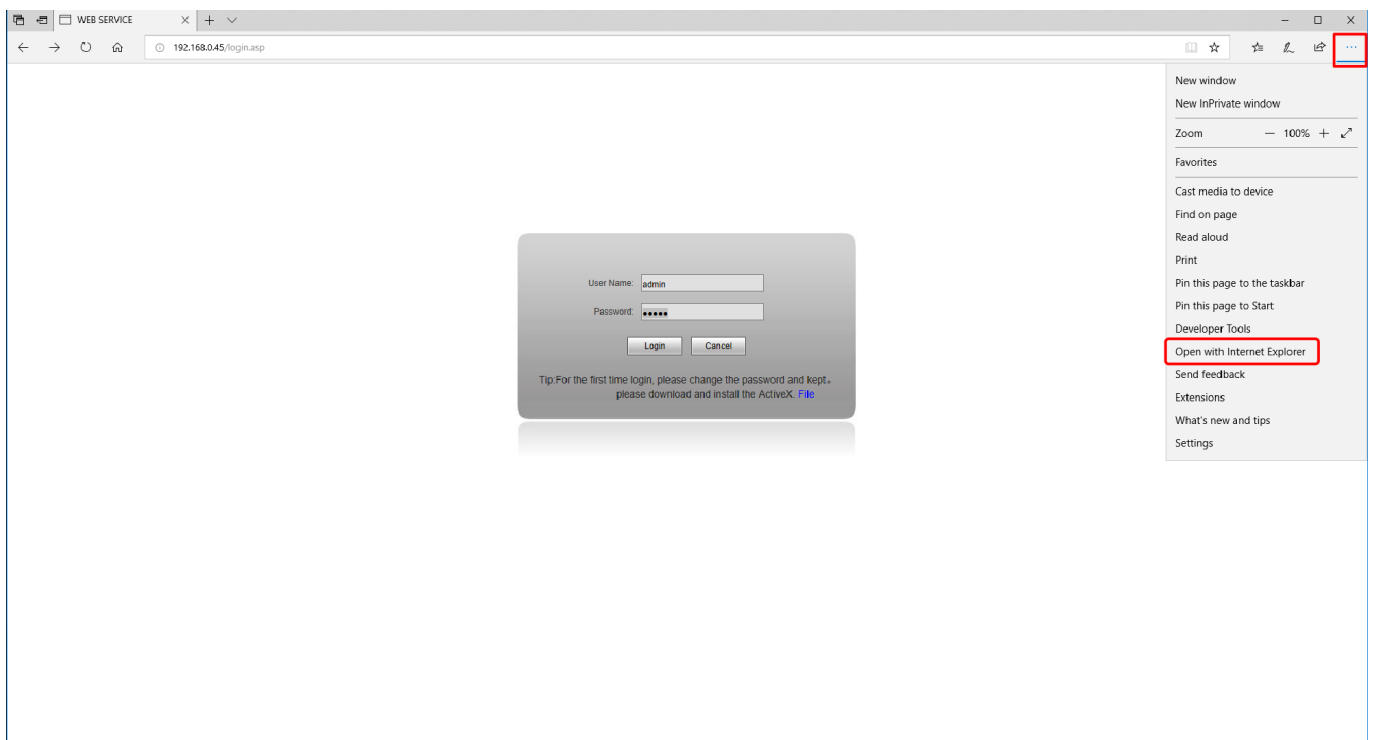 WEB SERVICE
192.168.0.45/login.asp
New window
New InPrivate window
Zoom 100%
Favorites
Cast media to device
Find on page
Read aloud
Print
Pin this page to the taskbar
Pin this page to Start
Developer Tools
Open with Internet Explorer
Send feedback
Extensions
What's new and tips
Settings
User Name: admin
Password: •••••
Login Cancel
Tip:For the first time login, please change the password and kept。
please download and install the ActiveX. File